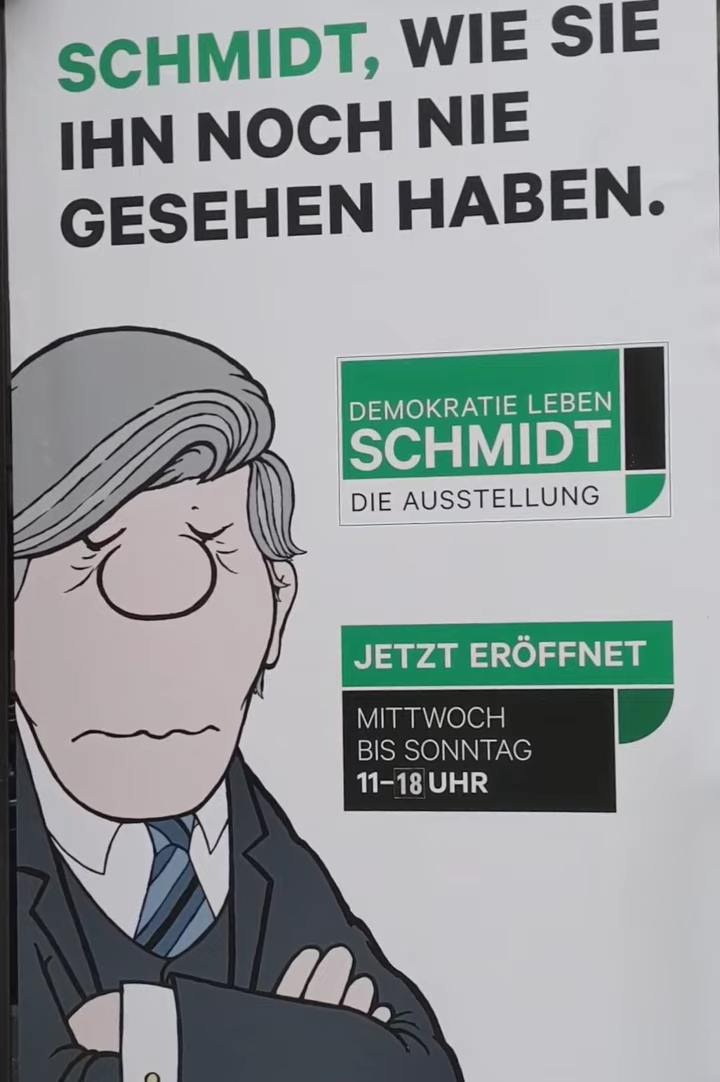 SCHMIDT, WIE SIE
IHN NOCH NIE
GESEHEN HABEN.
DEMOKRATIE LEBEN
SCHMIDT
DIE AUSSTELLUNG
JETZT ERÖFFNET
MITTWOCH
BIS SONNTAG
11–18 UHR